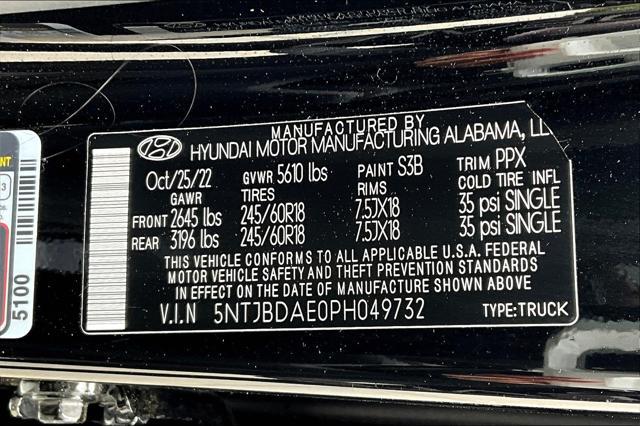 MANUFACTURED BY
HYUNDAI MOTOR MANUFACTURING ALABAMA, LL
Oct/25/22 GVWR 5610 lbs PAINT S3B TRIM PPX
GAWR TIRES RIMS COLD TIRE INFL
FRONT 2645 lbs 245/60R18 7.5JX18 35 psi SINGLE
REAR 3196 lbs 245/60R18 7.5JX18 35 psi SINGLE
THIS VEHICLE CONFORMS TO ALL APPLICABLE U.S.A. FEDERAL
MOTOR VEHICLE SAFETY AND THEFT PREVENTION STANDARDS
IN EFFECT ON THE DATE OF MANUFACTURE SHOWN ABOVE
V.I.N 5NTJBDAE0PH049732 TYPE:TRUCK
5100